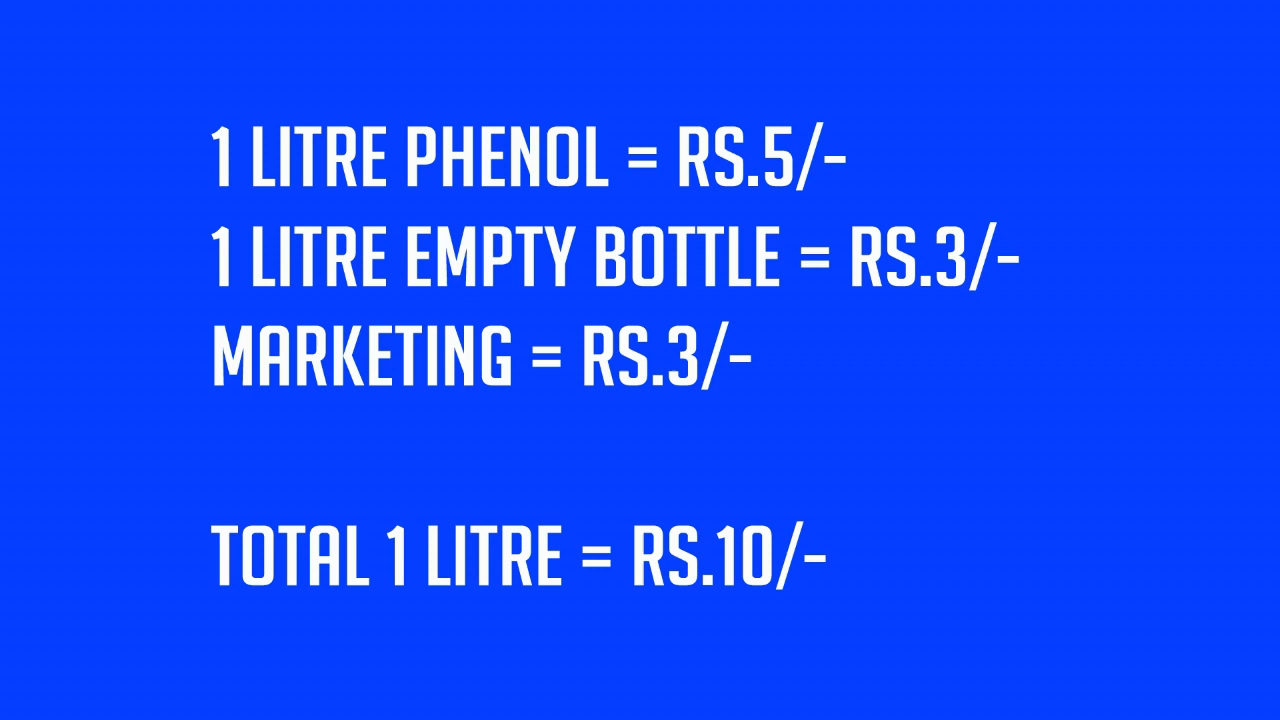 1 LITRE PHENOL = RS.5/-
1 LITRE EMPTY BOTTLE = RS.3/-
MARKETING = RS.3/-
TOTAL 1 LITRE = RS.10/-